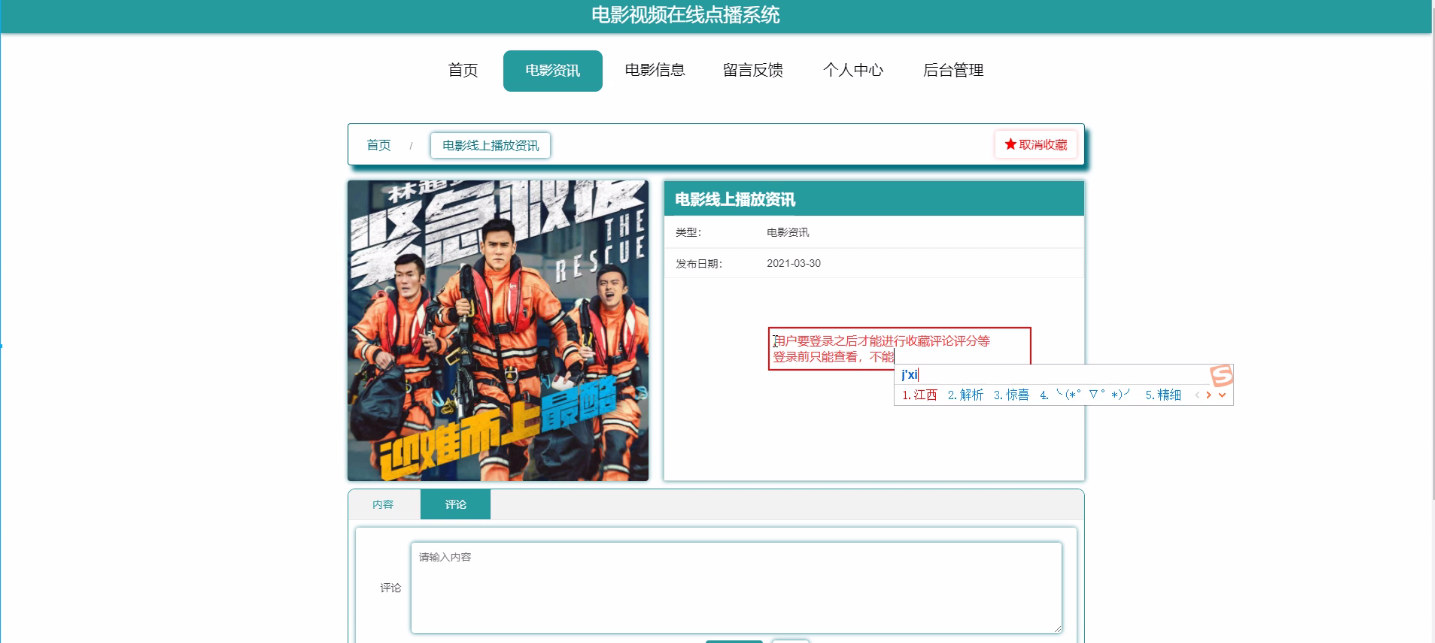 电影视频在线点播系统
首页 电影资讯 电影信息 留言反馈 个人中心 后台管理
首页 / 电影线上播放资讯 ★取消收藏
林超
紧急救援
THE
RESCUE
迎难而上最酷
电影线上播放资讯
类型： 电影资讯
发布日期： 2021-03-30
用户要登录之后才能进行收藏评论评分等
登录前只能查看，不能
j'xi
1.江西 2.解析 3.惊喜 4.╰(*°▽°*)╯ 5.精细
内容 评论
请输入内容
评论